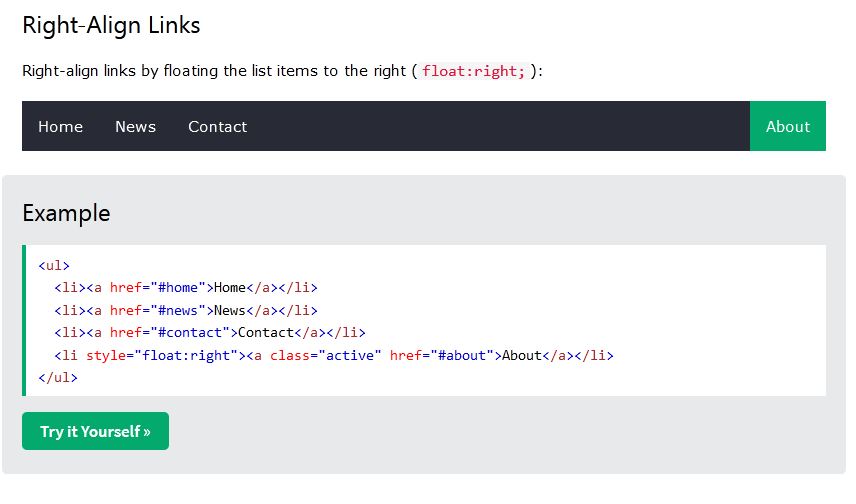 Right-Align Links
Right-align links by floating the list items to the right (float:right;):
Home News Contact About
Example
<ul>
  <li><a href="#home">Home</a></li>
  <li><a href="#news">News</a></li>
  <li><a href="#contact">Contact</a></li>
  <li style="float:right"><a class="active" href="#about">About</a></li>
</ul>
Try it Yourself »